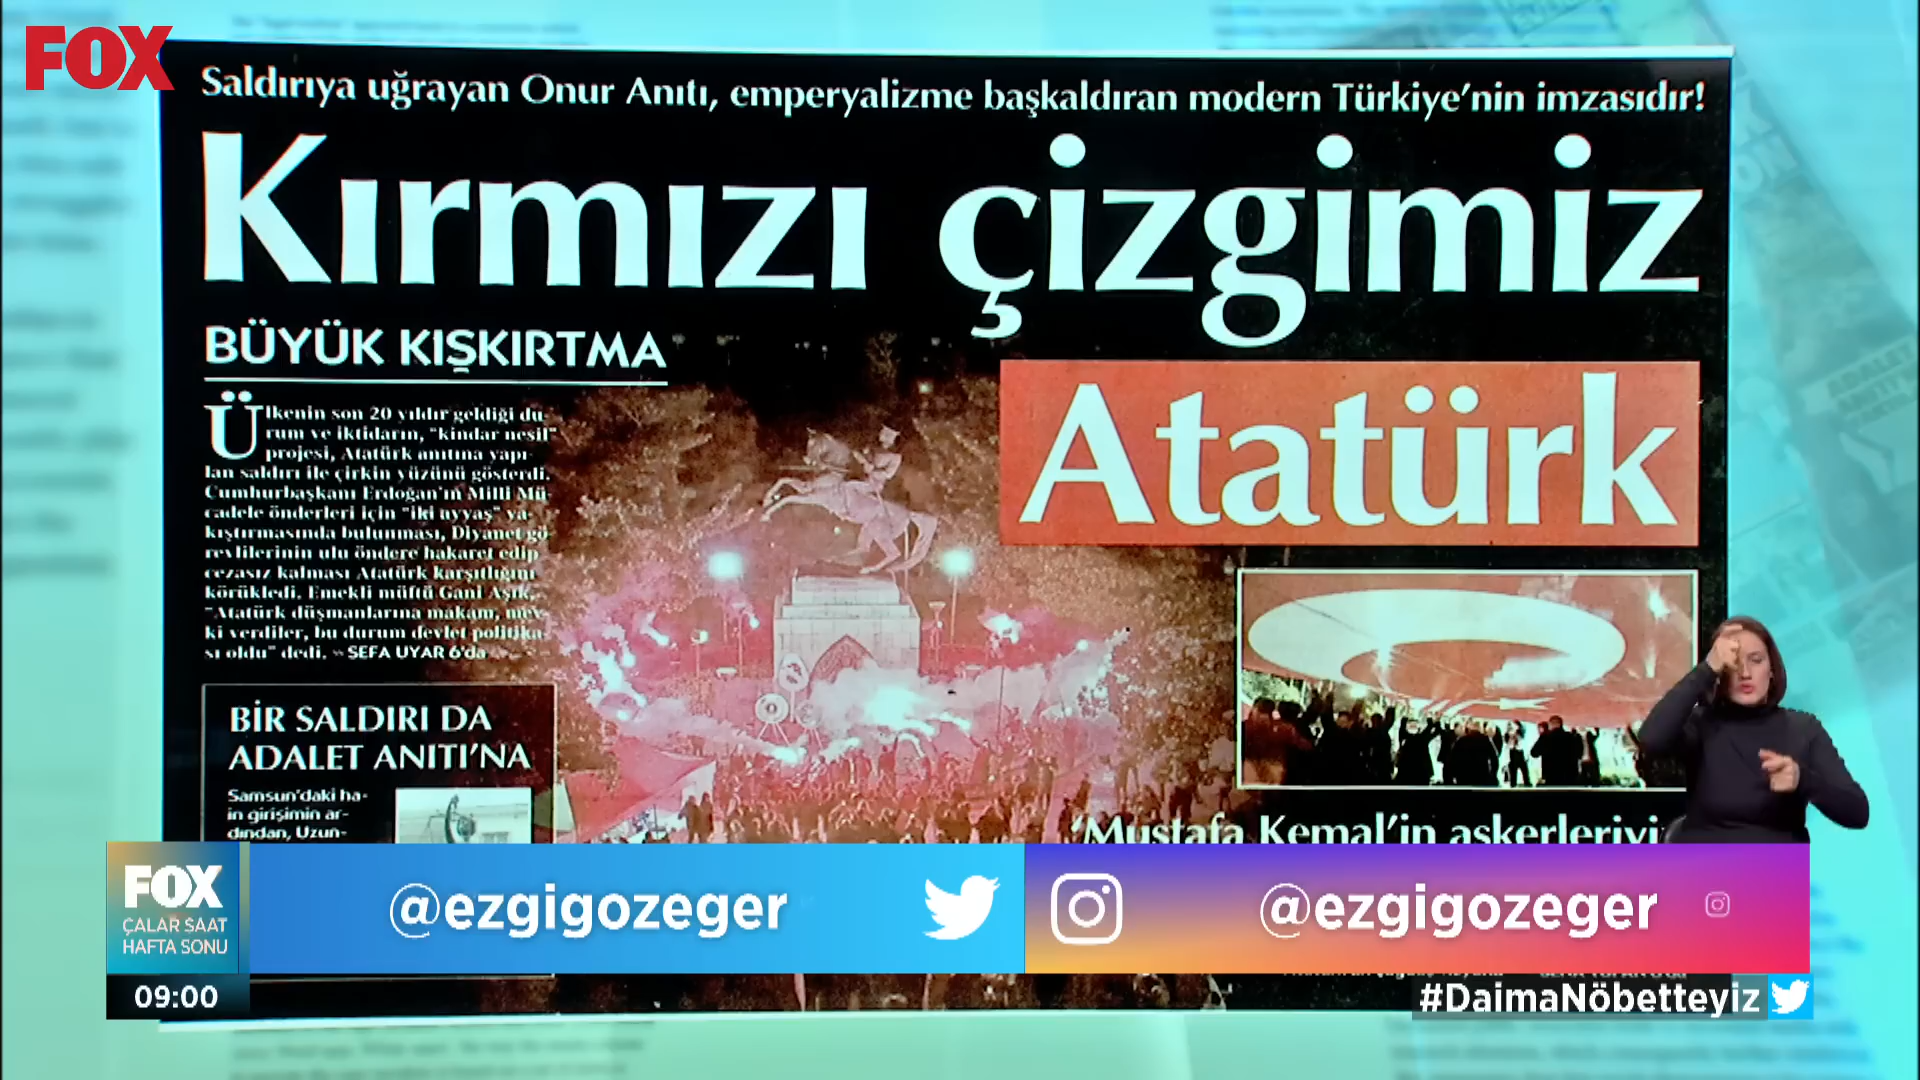 FOX
Saldırıya uğrayan Onur Anıtı, emperyalizme başkaldıran modern Türkiye'nin imzasıdır!
Kırmızı çizgimiz
Atatürk
BÜYÜK KIŞKIRTMA
Ülkenin son 20 yıldır geldiği du-
rum ve iktidarın, "kindar nesil"
projesi, Atatürk anıtına yapı-
lan saldırı ile çirkin yüzünü gösterdi.
Cumhurbaşkanı Erdoğan'ın Milli Mü-
cadele önderleri için "iki ayyaş" ya-
kıştırmasında bulunması, Diyanet gö
revlilerinin ulu öndere hakaret edip
cezasız kalması Atatürk karşıtlığını
körükledi. Emekli müftü Gani Aşık,
"Atatürk düşmanlarına makam, mev-
ki verdiler, bu durum devlet politika-
sı oldu" dedi. » SEFA UYAR 6'da
BİR SALDIRI DA
ADALET ANITI'NA
Samsun'daki ha-
in girişimin ar-
dından, Uzun-
'Mustafa Kemal'in askerleriyi
FOX
ÇALAR SAAT
HAFTA SONU
09:00
@ezgigozeger
@ezgigozeger
#DaimaNöbetteyiz